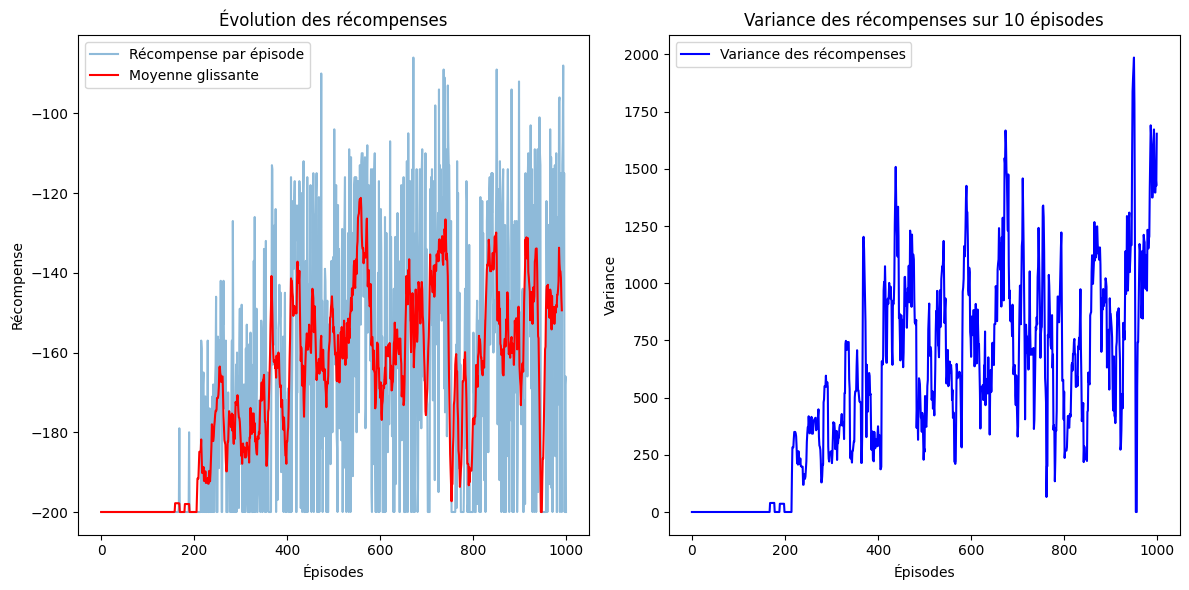 Évolution des récompenses
Récompense par épisode
Moyenne glissante
Récompense
−100
−120
−140
−160
−180
−200
0 200 400 600 800 1000
Épisodes
Variance des récompenses sur 10 épisodes
Variance des récompenses
Variance
2000
1750
1500
1250
1000
750
500
250
0
0 200 400 600 800 1000
Épisodes